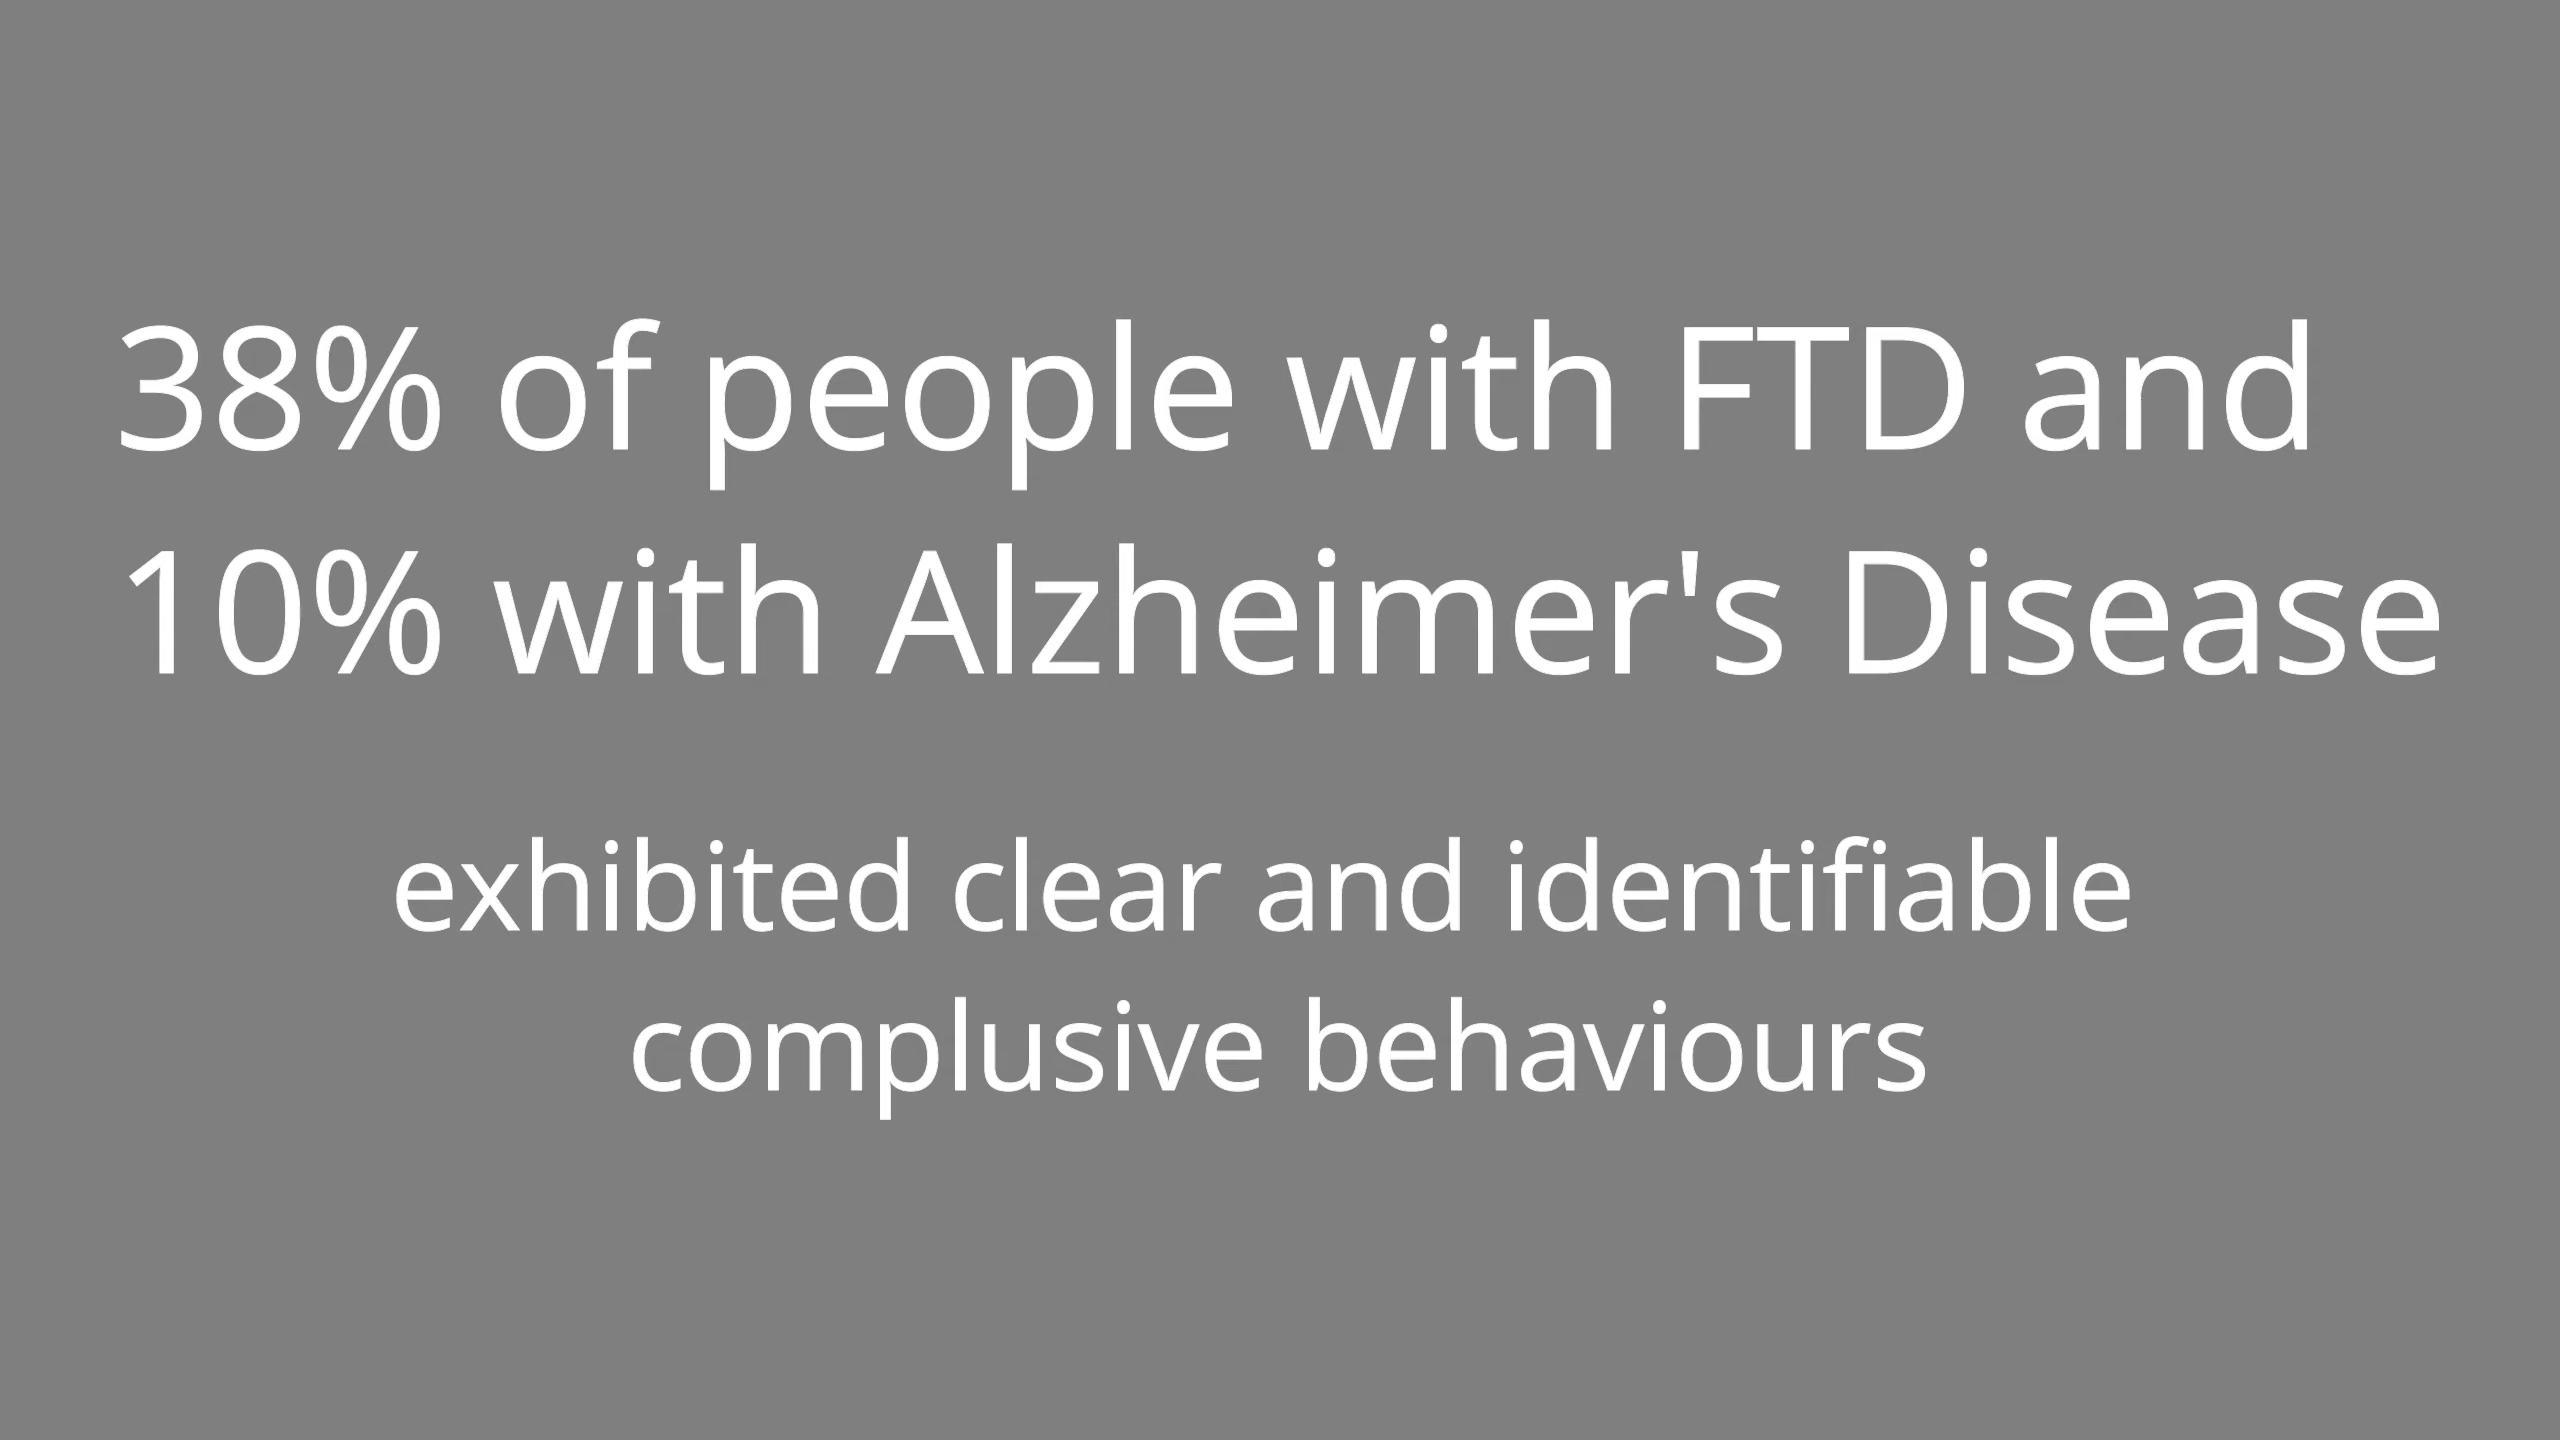 38% of people with FTD and
10% with Alzheimer's Disease
exhibited clear and identifiable
complusive behaviours